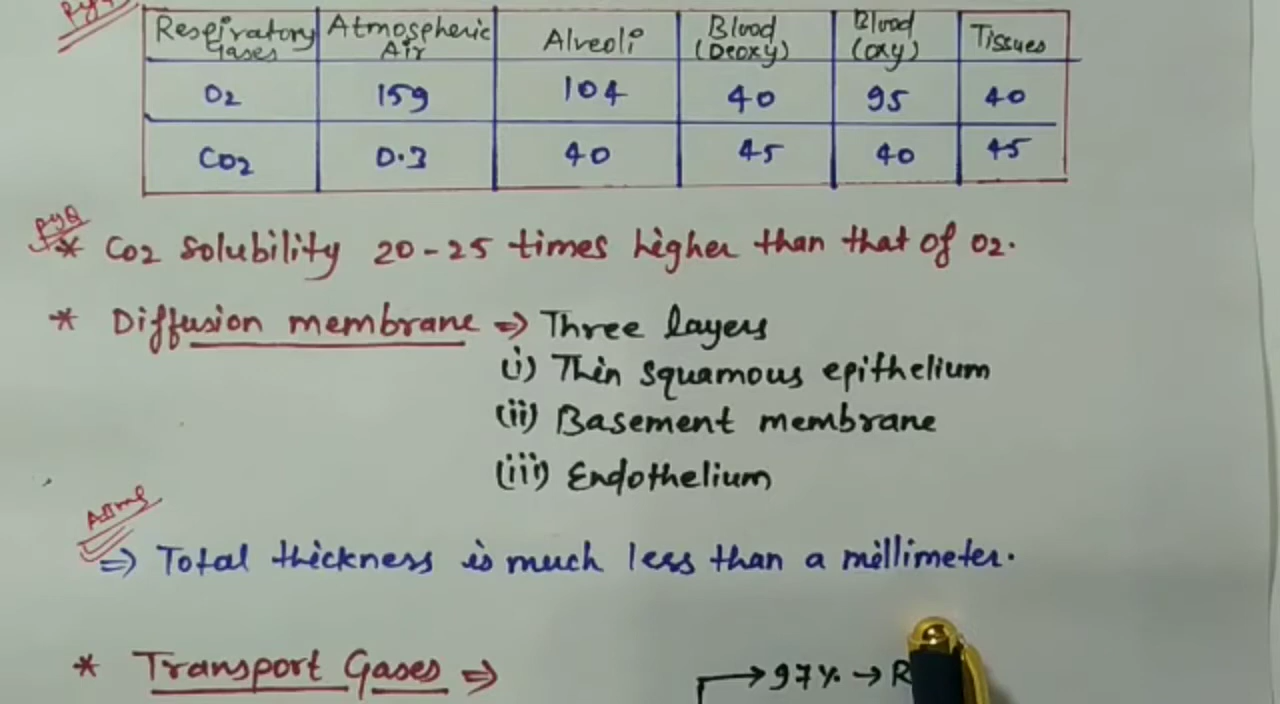 PYQ
Respiratory Gases Atmospheric Air Alveoli Blood (Deoxy) Blood (oxy) Tissues
O2 159 104 40 95 40
CO2 0.3 40 45 40 45
PYQ
* CO2 solubility 20-25 times higher than that of O2.
* Diffusion membrane => Three layers
(i) Thin squamous epithelium
(ii) Basement membrane
(iii) Endothelium
AIIMS
=> Total thickness is much less than a millimeter.
* Transport Gases =>
→ 97% → R